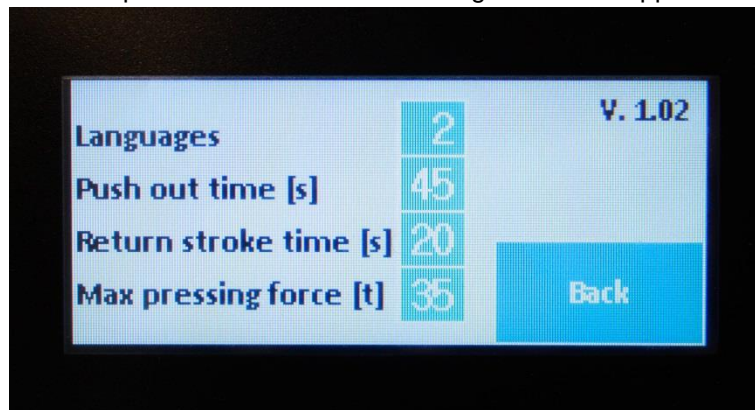 V. 1.02
Languages 2
Push out time [s] 45
Return stroke time [s] 20
Max pressing force [t] 35
Back